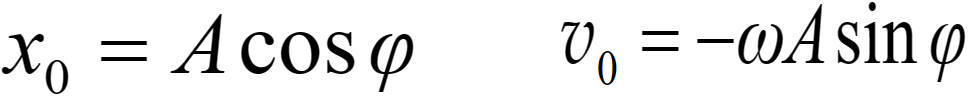 x₀ = A cos φ v₀ = −ωA sin φ